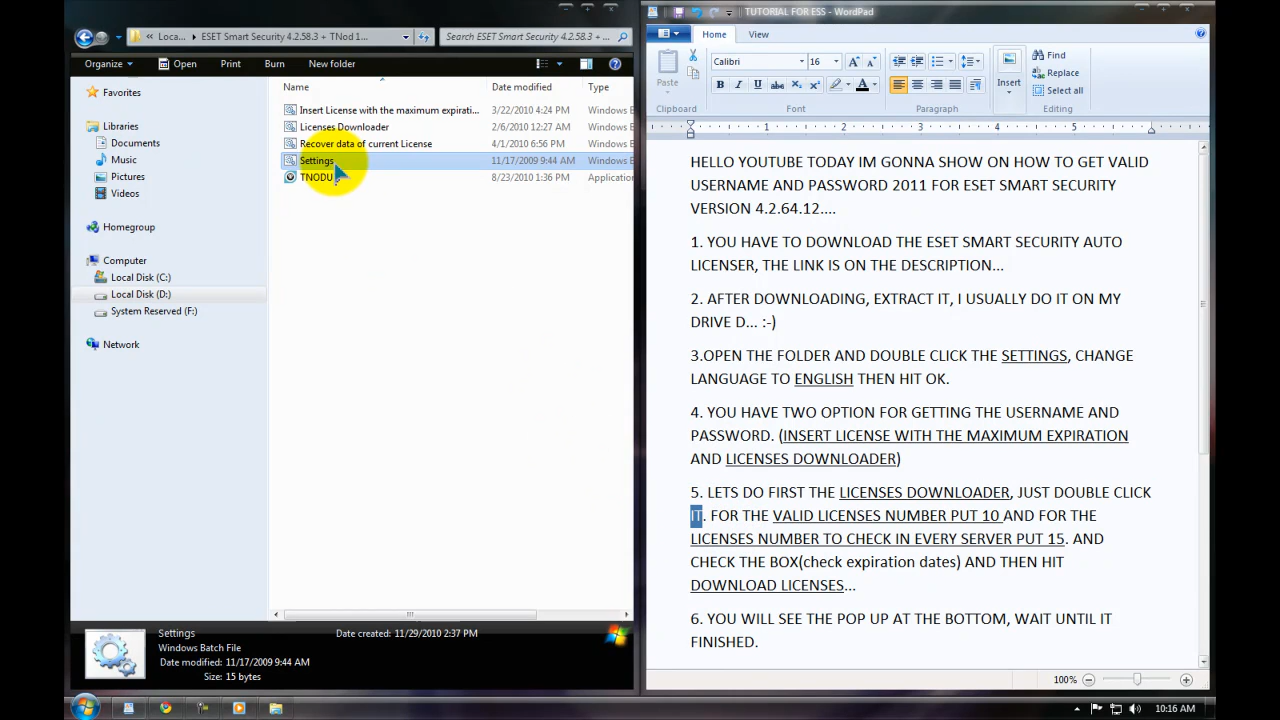 Loca...
ESET Smart Security 4.2.58.3 + TNod 1...
Search ESET Smart Security 4.2.58.3 + ...
Organize
Open
Print
Burn
New folder
Name
Date modified
Type
Favorites
Libraries
Documents
Music
Pictures
Videos
Homegroup
Computer
Local Disk (C:)
Local Disk (D:)
System Reserved (F:)
Network
Insert License with the maximum expirati... 3/22/2010 4:24 PM Windows B
Licenses Downloader 2/6/2010 12:27 AM Windows B
Recover data of current License 4/1/2010 6:56 PM Windows B
Settings 11/17/2009 9:44 AM Windows B
TNODU 8/23/2010 1:36 PM Applicatio
Settings
Windows Batch File
Date modified: 11/17/2009 9:44 AM
Size: 15 bytes
Date created: 11/29/2010 2:37 PM
TUTORIAL FOR ESS - WordPad
Home
View
Paste
Clipboard
Calibri
16
Font
Paragraph
Insert
Find
Replace
Select all
Editing
1 2 3 4 5
HELLO YOUTUBE TODAY IM GONNA SHOW ON HOW TO GET VALID
USERNAME AND PASSWORD 2011 FOR ESET SMART SECURITY
VERSION 4.2.64.12....
1. YOU HAVE TO DOWNLOAD THE ESET SMART SECURITY AUTO
LICENSER, THE LINK IS ON THE DESCRIPTION...
2. AFTER DOWNLOADING, EXTRACT IT, I USUALLY DO IT ON MY
DRIVE D... :-)
3.OPEN THE FOLDER AND DOUBLE CLICK THE SETTINGS, CHANGE
LANGUAGE TO ENGLISH THEN HIT OK.
4. YOU HAVE TWO OPTION FOR GETTING THE USERNAME AND
PASSWORD. (INSERT LICENSE WITH THE MAXIMUM EXPIRATION
AND LICENSES DOWNLOADER)
5. LETS DO FIRST THE LICENSES DOWNLOADER, JUST DOUBLE CLICK
IT. FOR THE VALID LICENSES NUMBER PUT 10 AND FOR THE
LICENSES NUMBER TO CHECK IN EVERY SERVER PUT 15. AND
CHECK THE BOX(check expiration dates) AND THEN HIT
DOWNLOAD LICENSES...
6. YOU WILL SEE THE POP UP AT THE BOTTOM, WAIT UNTIL IT
FINISHED.
100%
10:16 AM